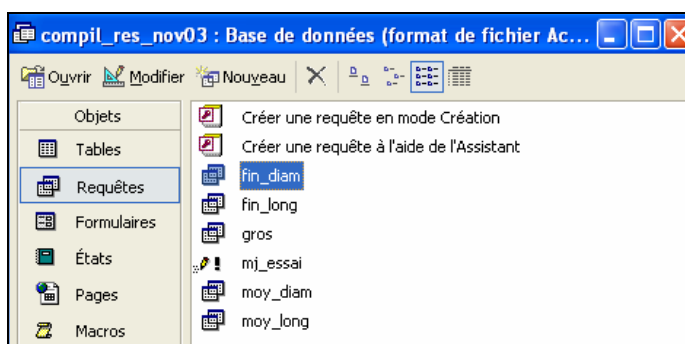 compil_res_nov03 : Base de données (format de fichier Ac...
Ouvrir Modifier Nouveau
Objets
Tables
Requêtes
Formulaires
États
Pages
Macros
Créer une requête en mode Création
Créer une requête à l'aide de l'Assistant
fin_diam
fin_long
gros
mj_essai
moy_diam
moy_long